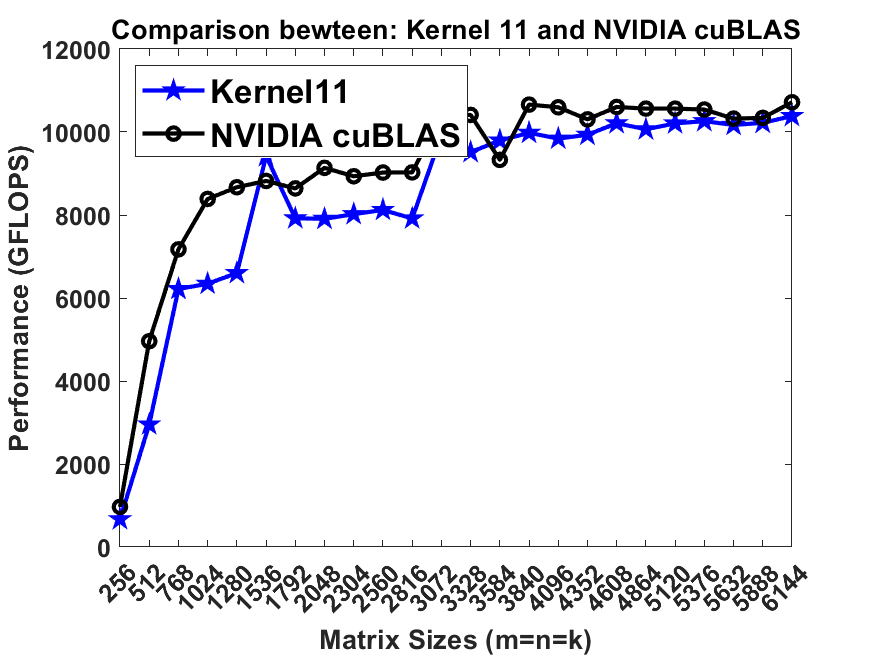 Comparison bewteen: Kernel 11 and NVIDIA cuBLAS
Kernel11
NVIDIA cuBLAS
Performance (GFLOPS)
12000
10000
8000
6000
4000
2000
0
256 512 768 1024 1280 1536 1792 2048 2304 2560 2816 3072 3328 3584 3840 4096 4352 4608 4864 5120 5376 5632 5888 6144
Matrix Sizes (m=n=k)